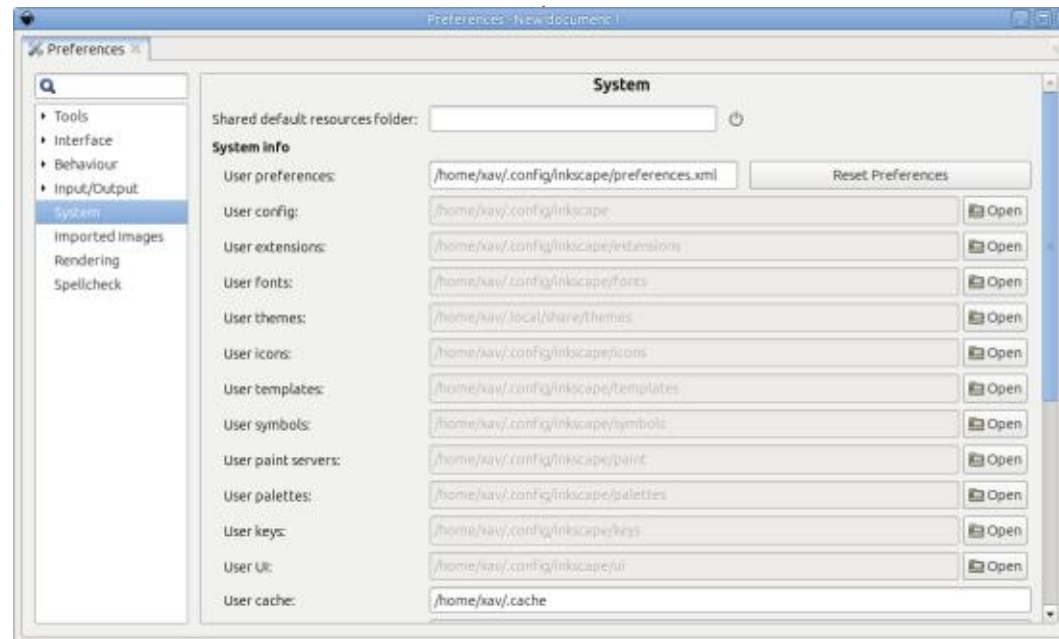 Preferences - New document 1
Preferences
System
Tools
Interface
Behaviour
Input/Output
System
Imported Images
Rendering
Spellcheck
Shared default resources folder:
System info
User preferences: /home/xav/.config/inkscape/preferences.xml Reset Preferences
User config: /home/xav/.config/inkscape Open
User extensions: /home/xav/.config/inkscape/extensions Open
User fonts: /home/xav/.config/inkscape/fonts Open
User themes: /home/xav/.local/share/themes Open
User icons: /home/xav/.config/inkscape/icons Open
User templates: /home/xav/.config/inkscape/templates Open
User symbols: /home/xav/.config/inkscape/symbols Open
User paint servers: /home/xav/.config/inkscape/paint Open
User palettes: /home/xav/.config/inkscape/palettes Open
User keys: /home/xav/.config/inkscape/keys Open
User UI: /home/xav/.config/inkscape/ui Open
User cache: /home/xav/.cache